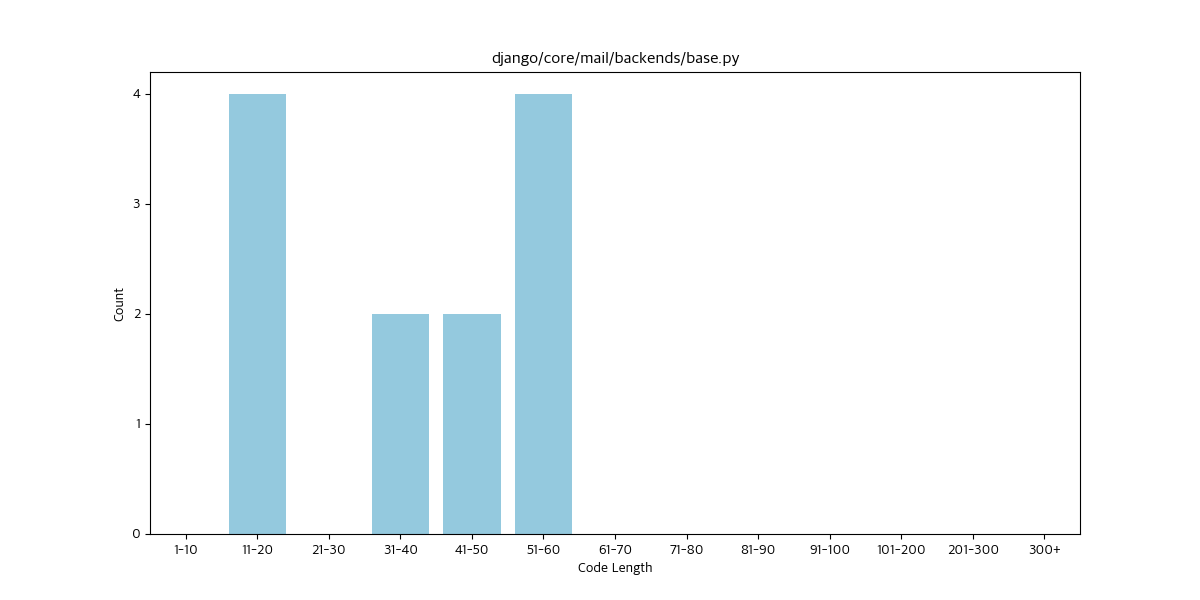 django/core/mail/backends/base.py
Count
4
3
2
1
0
1-10 11-20 21-30 31-40 41-50 51-60 61-70 71-80 81-90 91-100 101-200 201-300 300+
Code Length